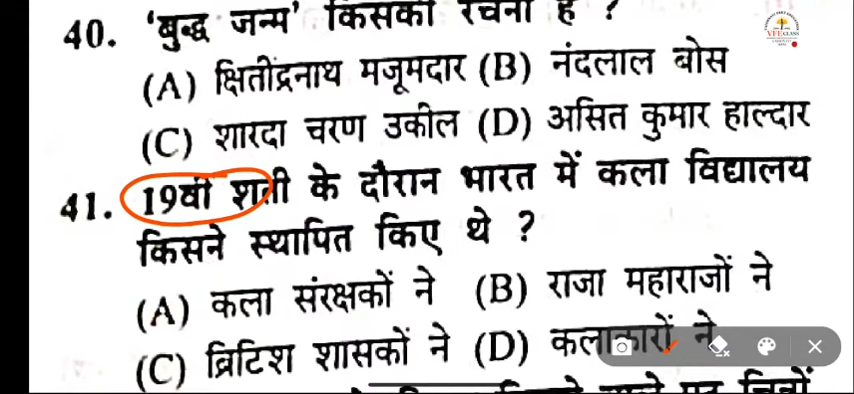 40. 'बुद्ध जन्म' किसकी रचना है ?
(A) क्षितींद्रनाथ मजूमदार (B) नंदलाल बोस
(C) शारदा चरण उकील (D) असित कुमार हाल्दार
41. 19वीं शती के दौरान भारत में कला विद्यालय
किसने स्थापित किए थे ?
(A) कला संरक्षकों ने (B) राजा महाराजों ने
(C) ब्रिटिश शासकों ने (D) कलाकारों ने